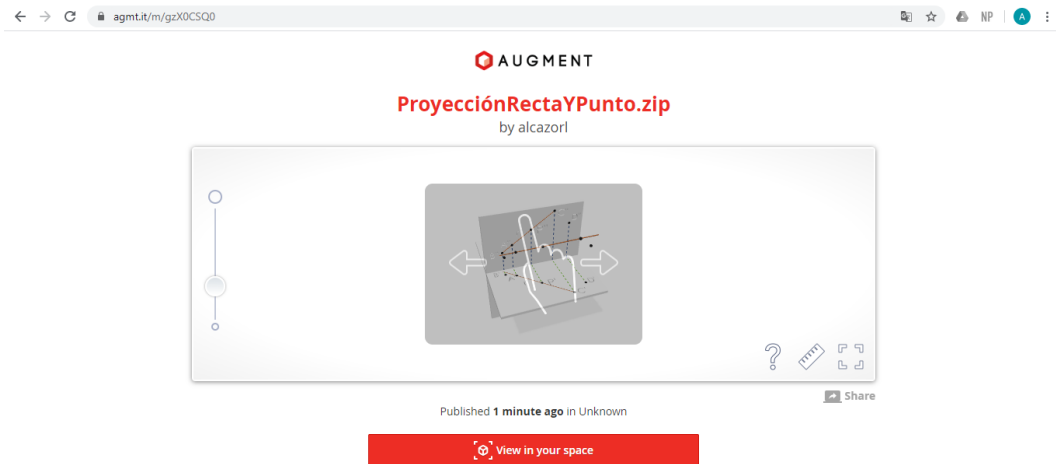 agmt.it/m/gzX0CSQ0
NP
A
AUGMENT
ProyecciónRectaYPunto.zip
by alcazorl
Share
Published 1 minute ago in Unknown
View in your space